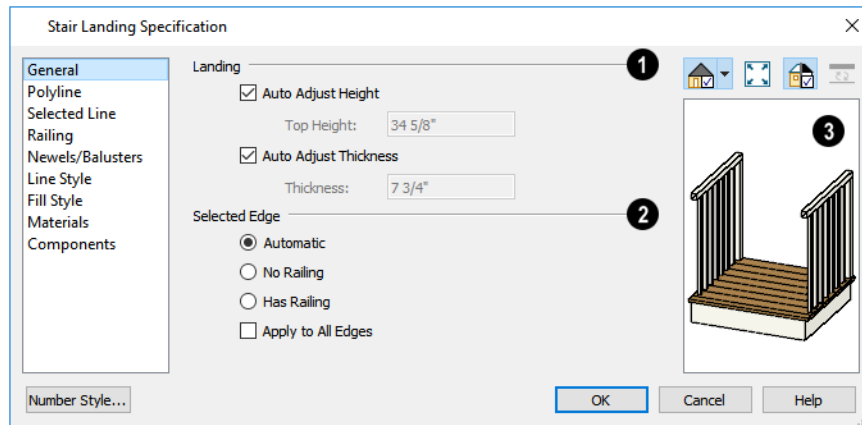 Stair Landing Specification
General
Polyline
Selected Line
Railing
Newels/Balusters
Line Style
Fill Style
Materials
Components
Landing
1
Auto Adjust Height
Top Height: 34 5/8"
Auto Adjust Thickness
Thickness: 7 3/4"
Selected Edge
2
Automatic
No Railing
Has Railing
Apply to All Edges
3
Number Style...
OK
Cancel
Help